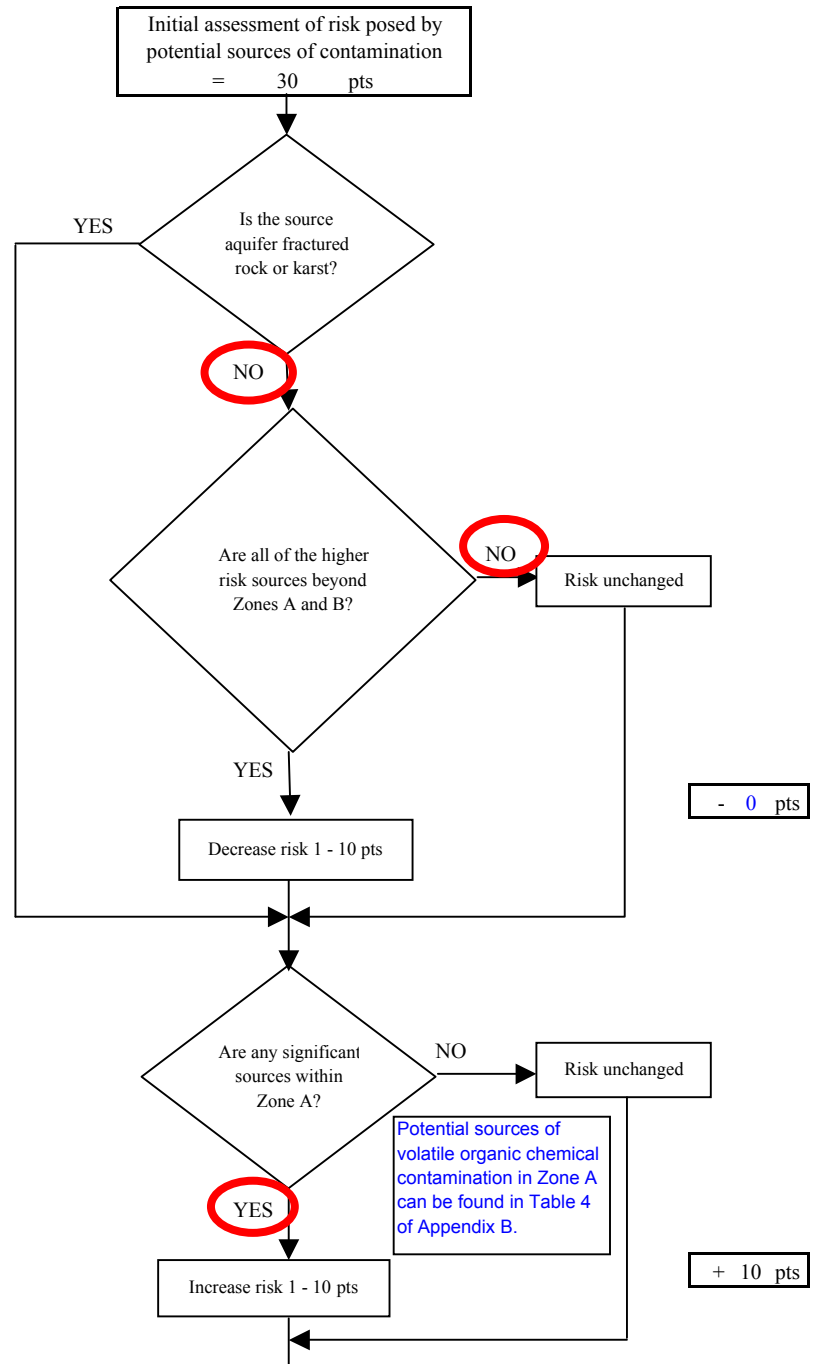 Initial assessment of risk posed by
potential sources of contamination
= 30 pts
YES
Is the source
aquifer fractured
rock or karst?
NO
Are all of the higher
risk sources beyond
Zones A and B?
NO
Risk unchanged
YES
- 0 pts
Decrease risk 1 - 10 pts
Are any significant
sources within
Zone A?
NO
Risk unchanged
Potential sources of
volatile organic chemical
contamination in Zone A
can be found in Table 4
of Appendix B.
YES
+ 10 pts
Increase risk 1 - 10 pts